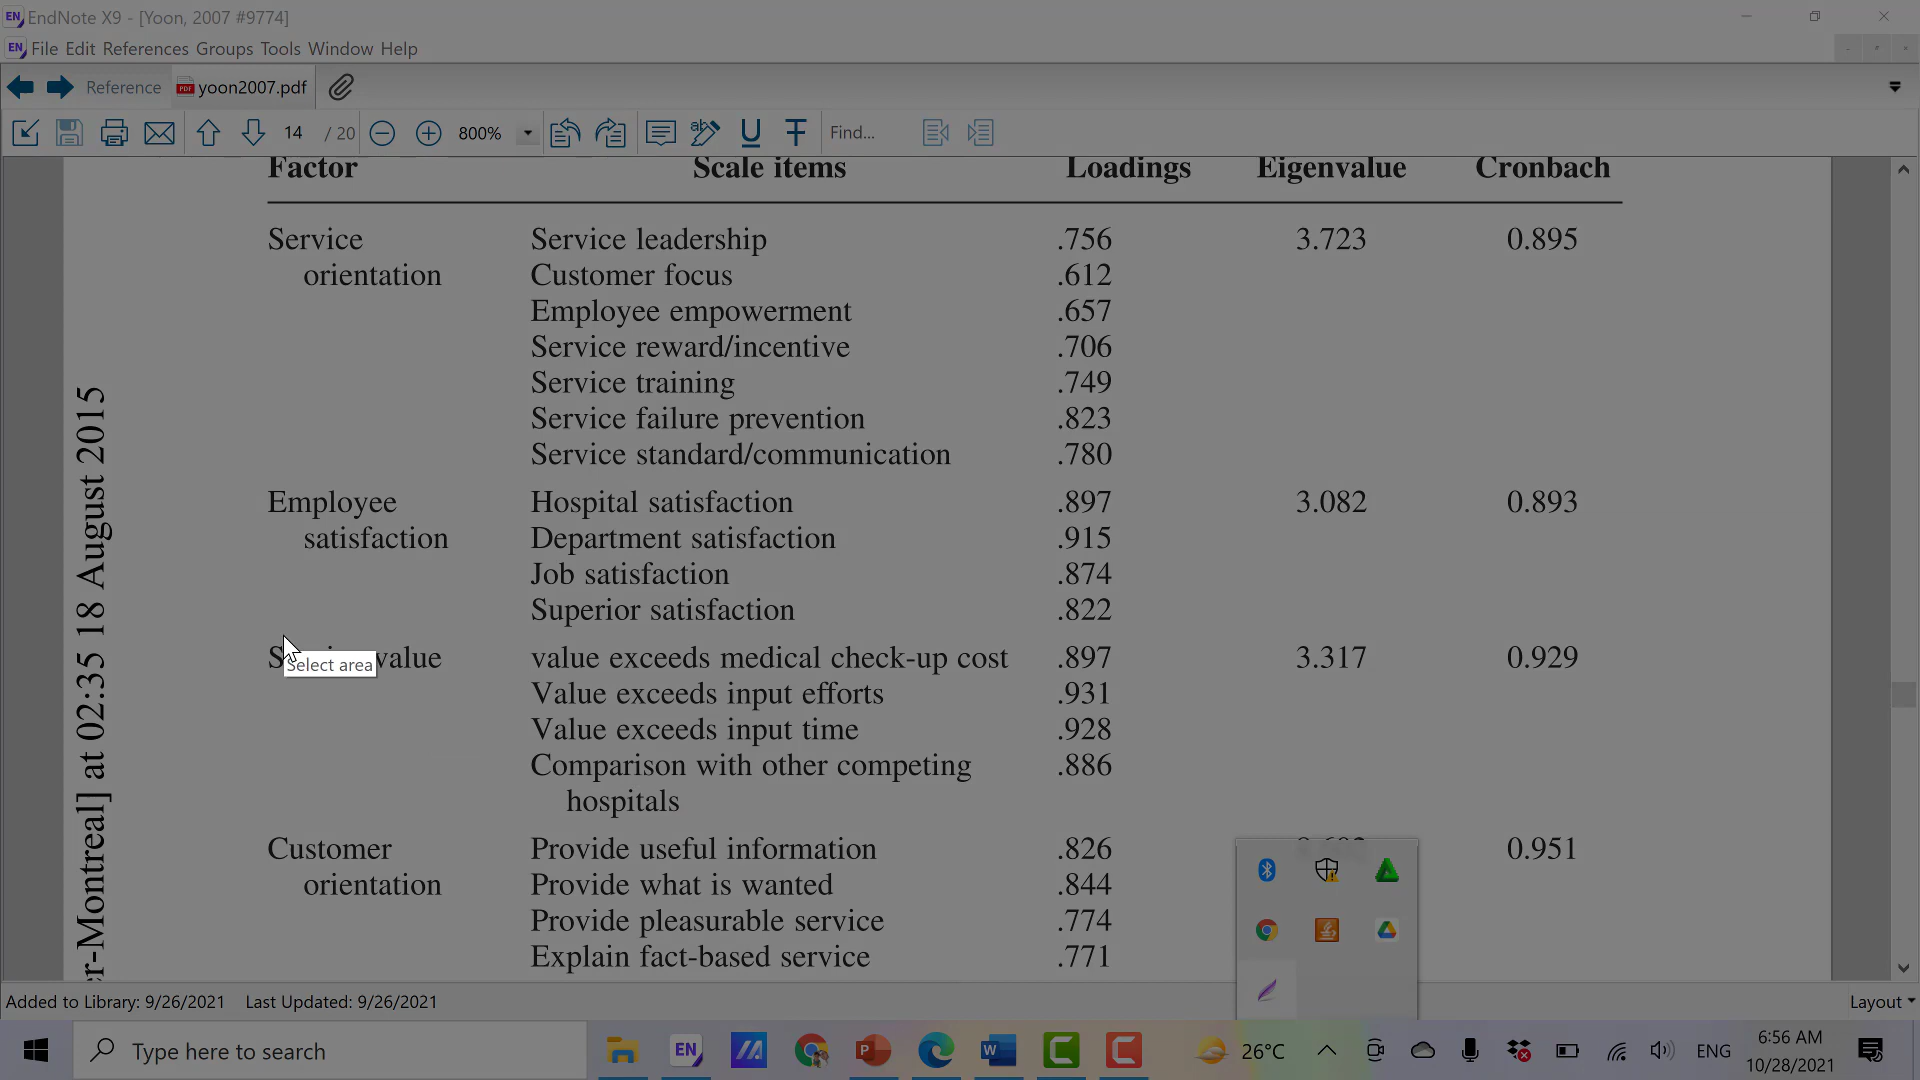 EndNote X9 - [Yoon, 2007 #9774]
File Edit References Groups Tools Window Help
Reference yoon2007.pdf
14 / 20 800% Find...
Factor Scale items Loadings Eigenvalue Cronbach
Service Service leadership .756 3.723 0.895
orientation Customer focus .612
Employee empowerment .657
Service reward/incentive .706
Service training .749
Service failure prevention .823
Service standard/communication .780
Employee Hospital satisfaction .897 3.082 0.893
satisfaction Department satisfaction .915
Job satisfaction .874
Superior satisfaction .822
value value exceeds medical check-up cost .897 3.317 0.929
Select area
Value exceeds input efforts .931
Value exceeds input time .928
Comparison with other competing .886
hospitals
Customer Provide useful information .826 0.951
orientation Provide what is wanted .844
Provide pleasurable service .774
Explain fact-based service .771
er-Montreal] at 02:35 18 August 2015
Added to Library: 9/26/2021 Last Updated: 9/26/2021 Layout
Type here to search
EN
26°C
ENG
6:56 AM
10/28/2021